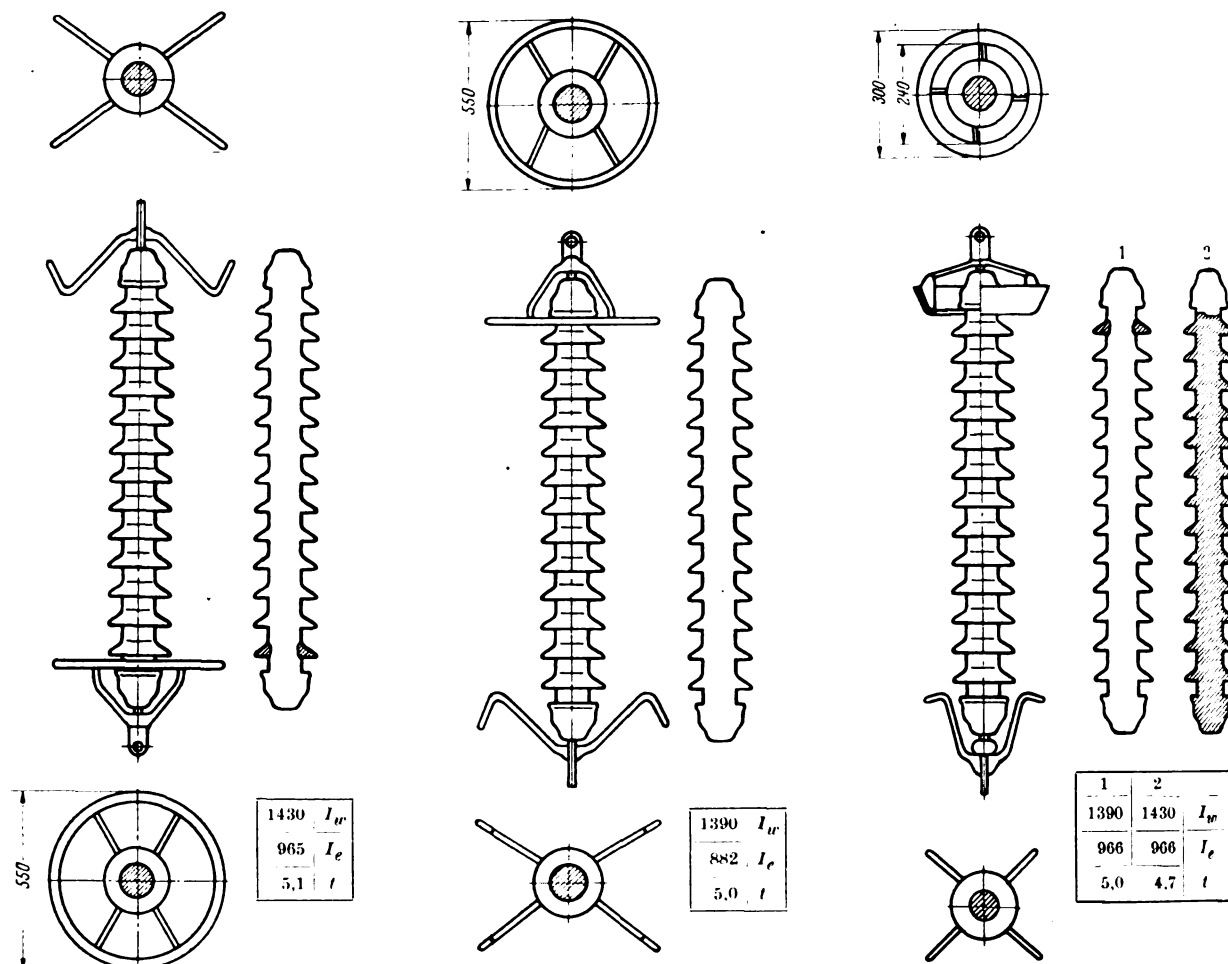 550
300
240
1 2
550
1430 I_w
965 I_e
5,1 t
1390 I_w
882 I_e
5,0 t
1 2
1390 1430 I_w
966 966 I_e
5,0 4,7 t